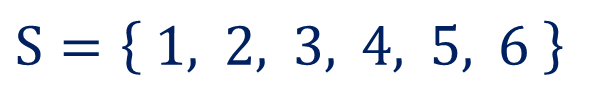 S = { 1, 2, 3, 4, 5, 6 }